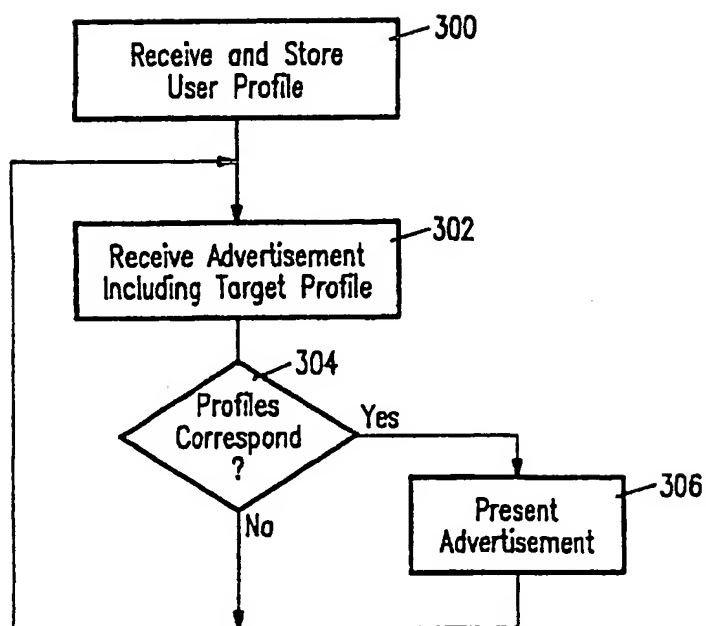 300
Receive and Store
User Profile
302
Receive Advertisement
Including Target Profile
304
Profiles
Correspond
?
Yes
No
306
Present
Advertisement